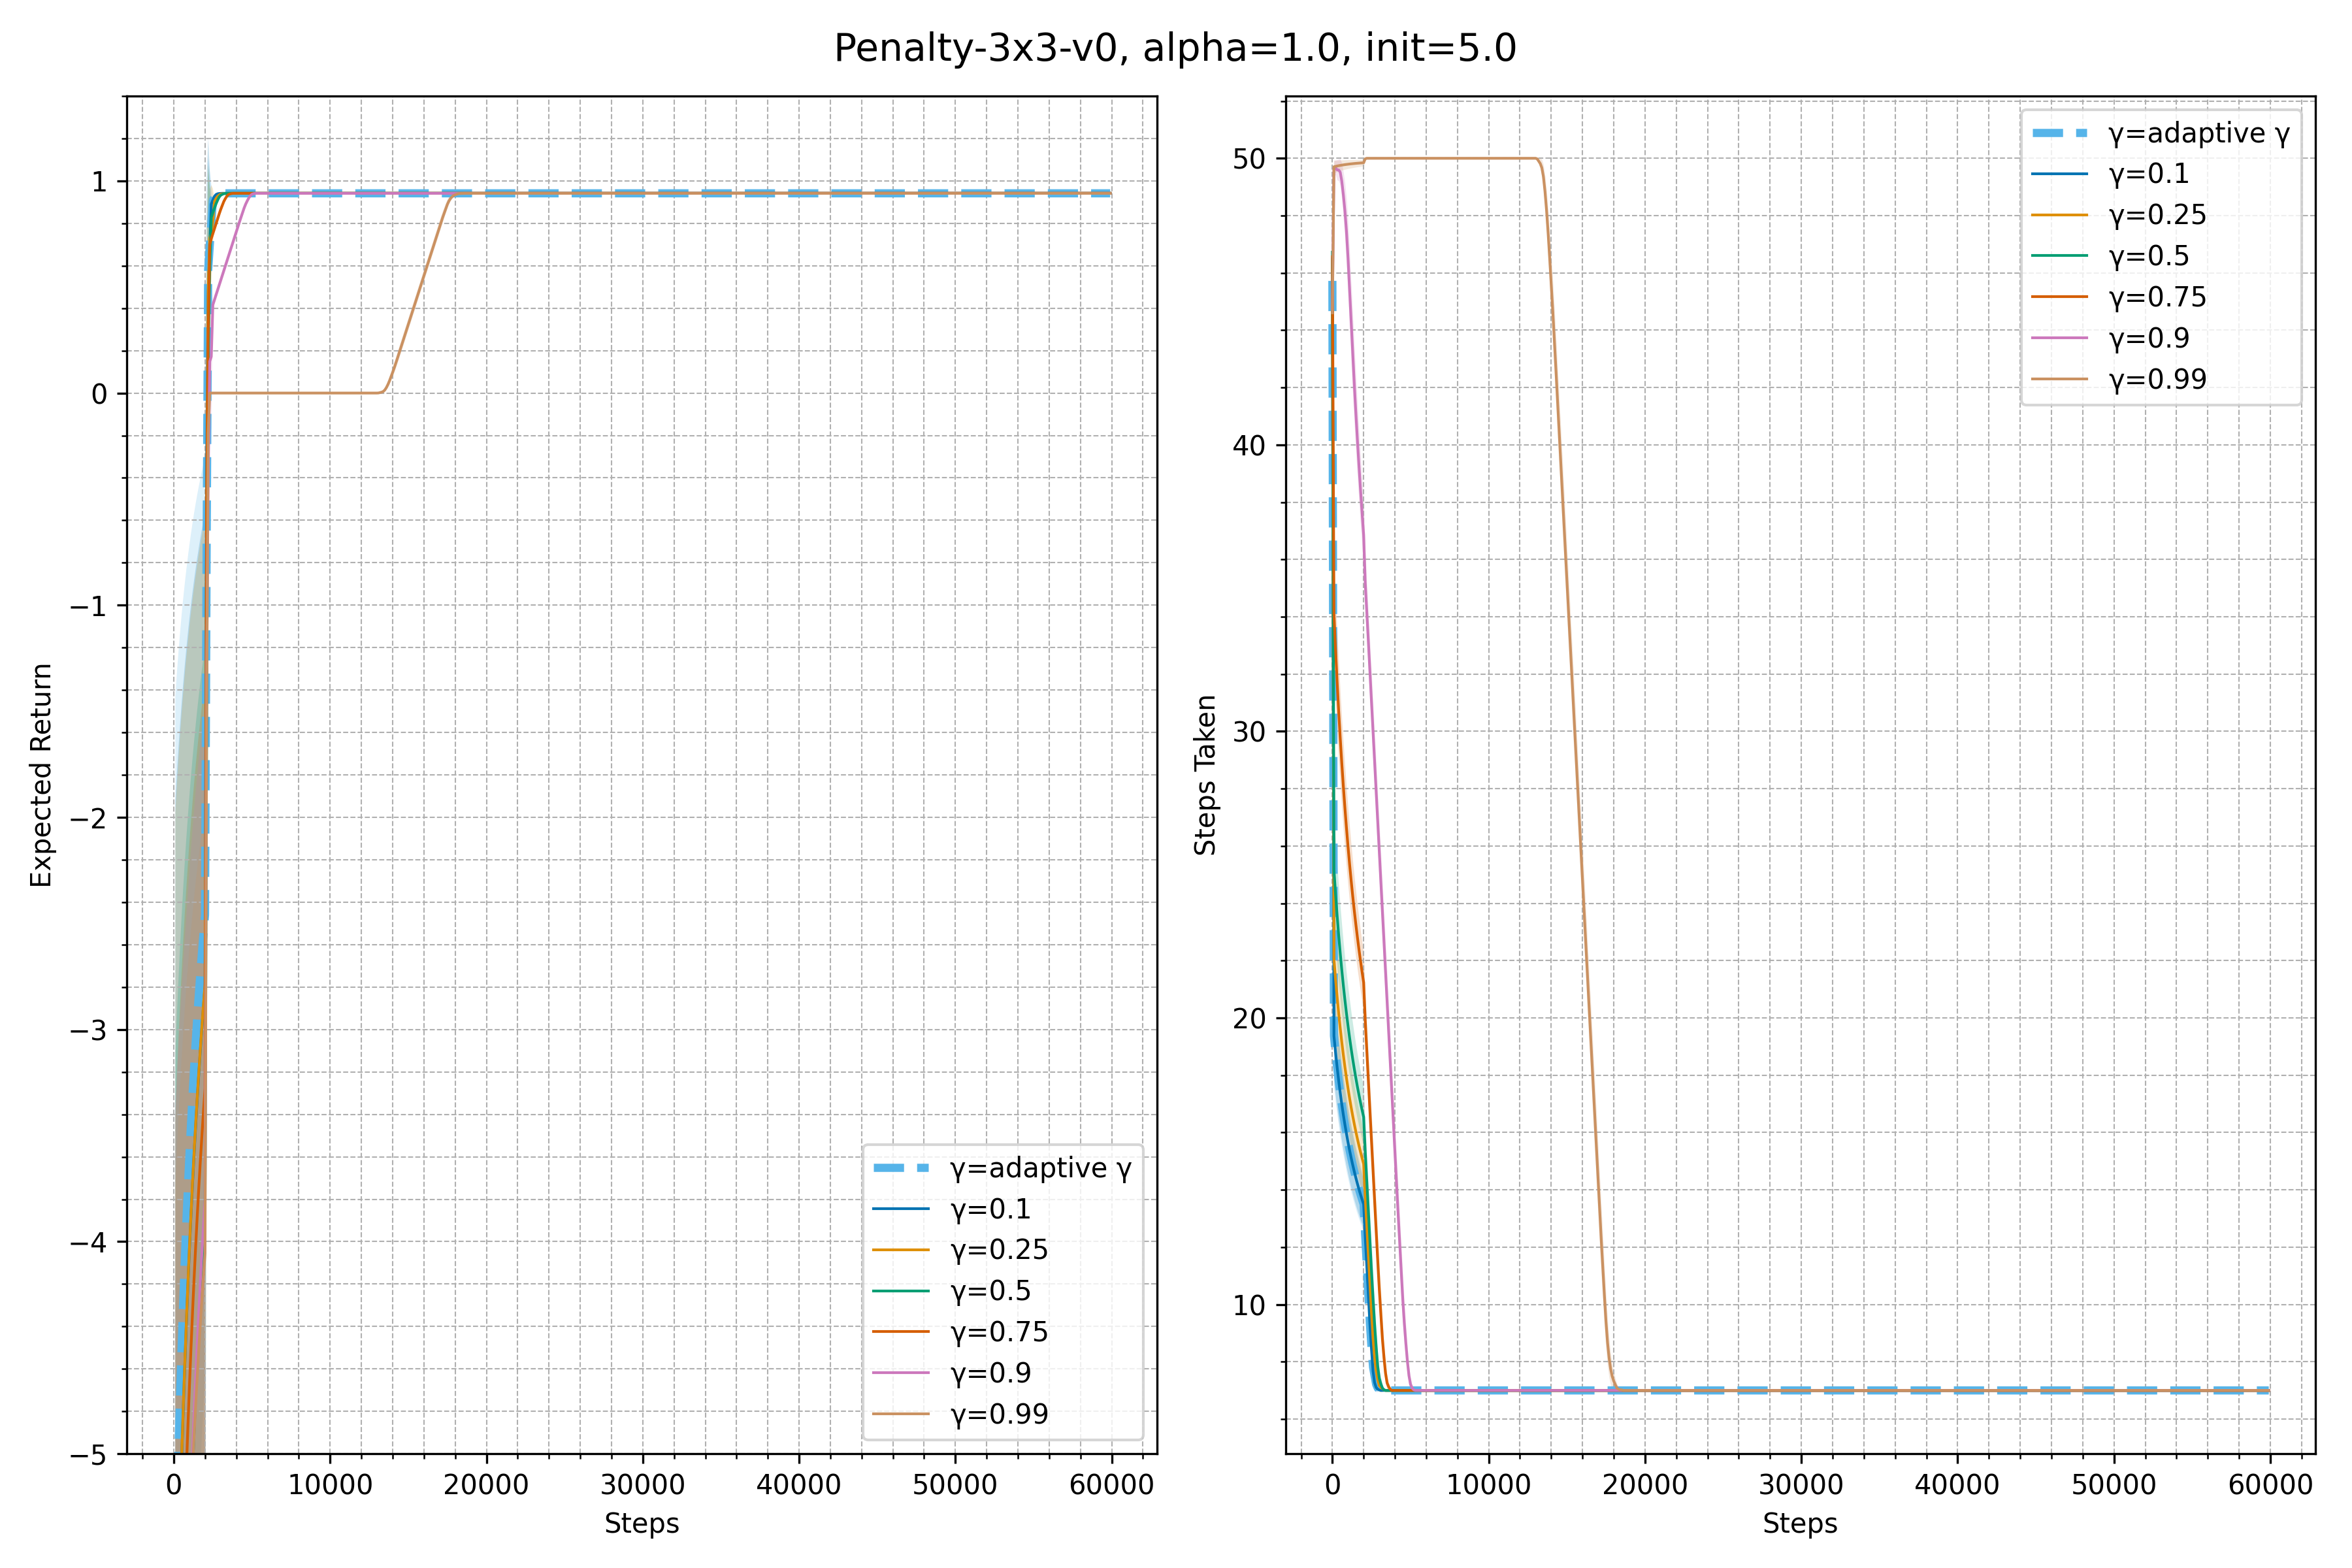 Penalty-3x3-v0, alpha=1.0, init=5.0
Expected Return
1
0
−1
−2
−3
−4
−5
0
10000
20000
30000
40000
50000
60000
Steps
γ=adaptive γ
γ=0.1
γ=0.25
γ=0.5
γ=0.75
γ=0.9
γ=0.99
Steps Taken
50
40
30
20
10
0
10000
20000
30000
40000
50000
60000
Steps
γ=adaptive γ
γ=0.1
γ=0.25
γ=0.5
γ=0.75
γ=0.9
γ=0.99